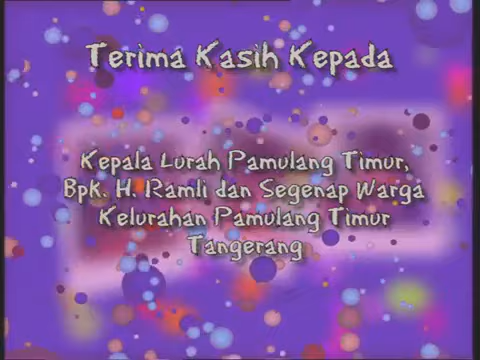 Terima Kasih Kepada
Kepala Lurah Pamulang Timur,
Bpk. H. Ramli dan Segenap Warga
Kelurahan Pamulang Timur
Tangerang